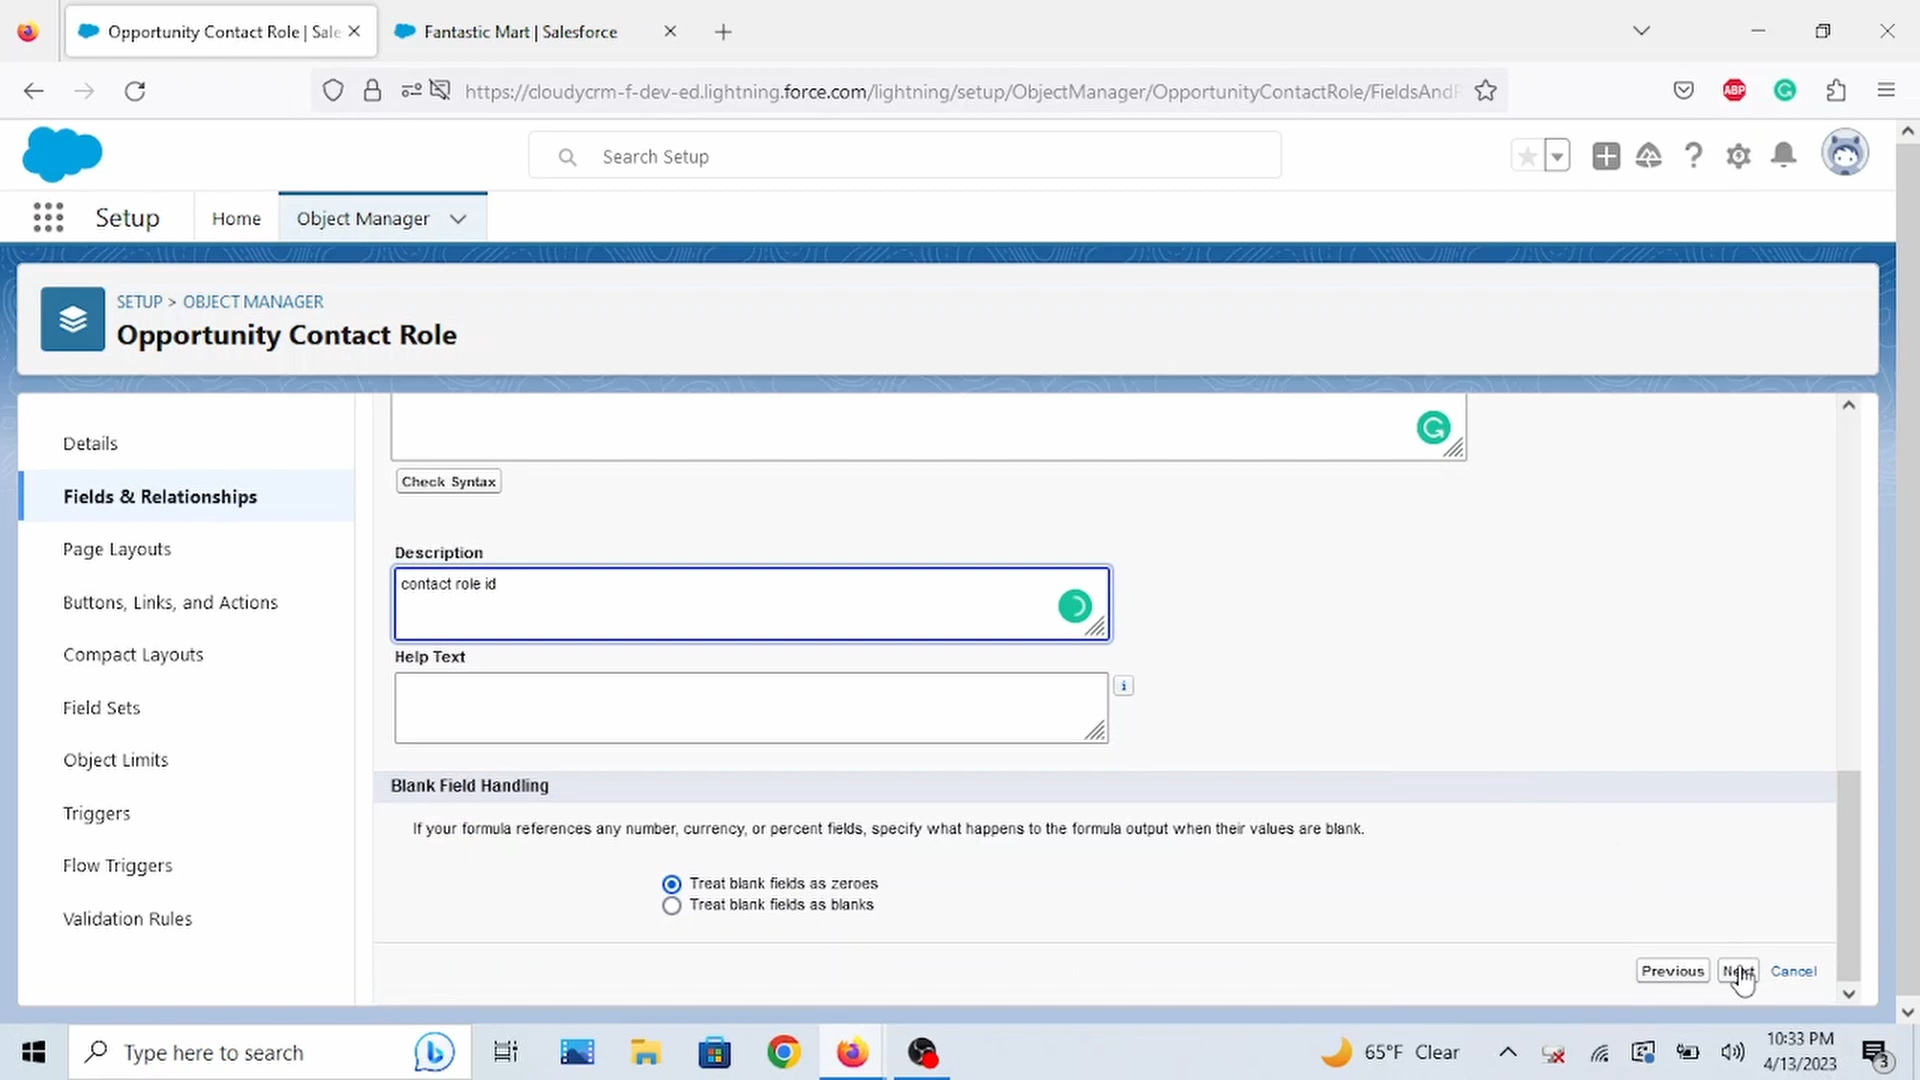 Opportunity Contact Role | Sale
Fantastic Mart | Salesforce
https://cloudycrm-f-dev-ed.lightning.force.com/lightning/setup/ObjectManager/OpportunityContactRole/FieldsAndR
ABP
Search Setup
Setup
Home
Object Manager
SETUP > OBJECT MANAGER
Opportunity Contact Role
Details
Fields & Relationships
Page Layouts
Buttons, Links, and Actions
Compact Layouts
Field Sets
Object Limits
Triggers
Flow Triggers
Validation Rules
Check Syntax
Description
contact role id
Help Text
i
Blank Field Handling
If your formula references any number, currency, or percent fields, specify what happens to the formula output when their values are blank.
Treat blank fields as zeroes
Treat blank fields as blanks
Previous
Next
Cancel
Type here to search
65°F Clear
10:33 PM
4/13/2023
3